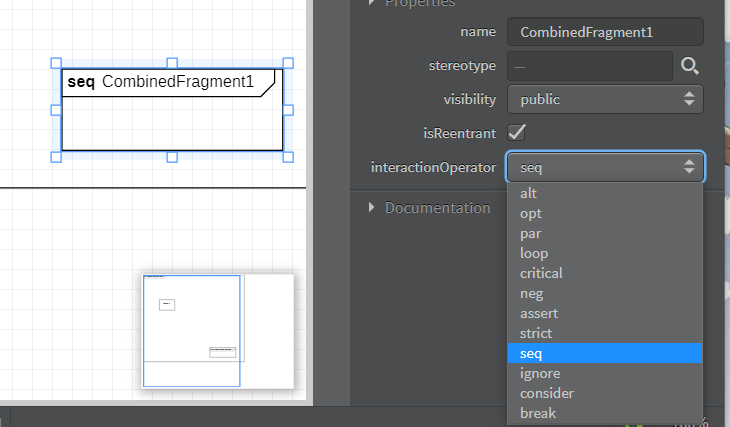 Properties
name CombinedFragment1
seq CombinedFragment1
stereotype —
visibility public
isReentrant
interactionOperator seq
alt
Documentation
opt
par
loop
critical
neg
assert
strict
seq
ignore
consider
break